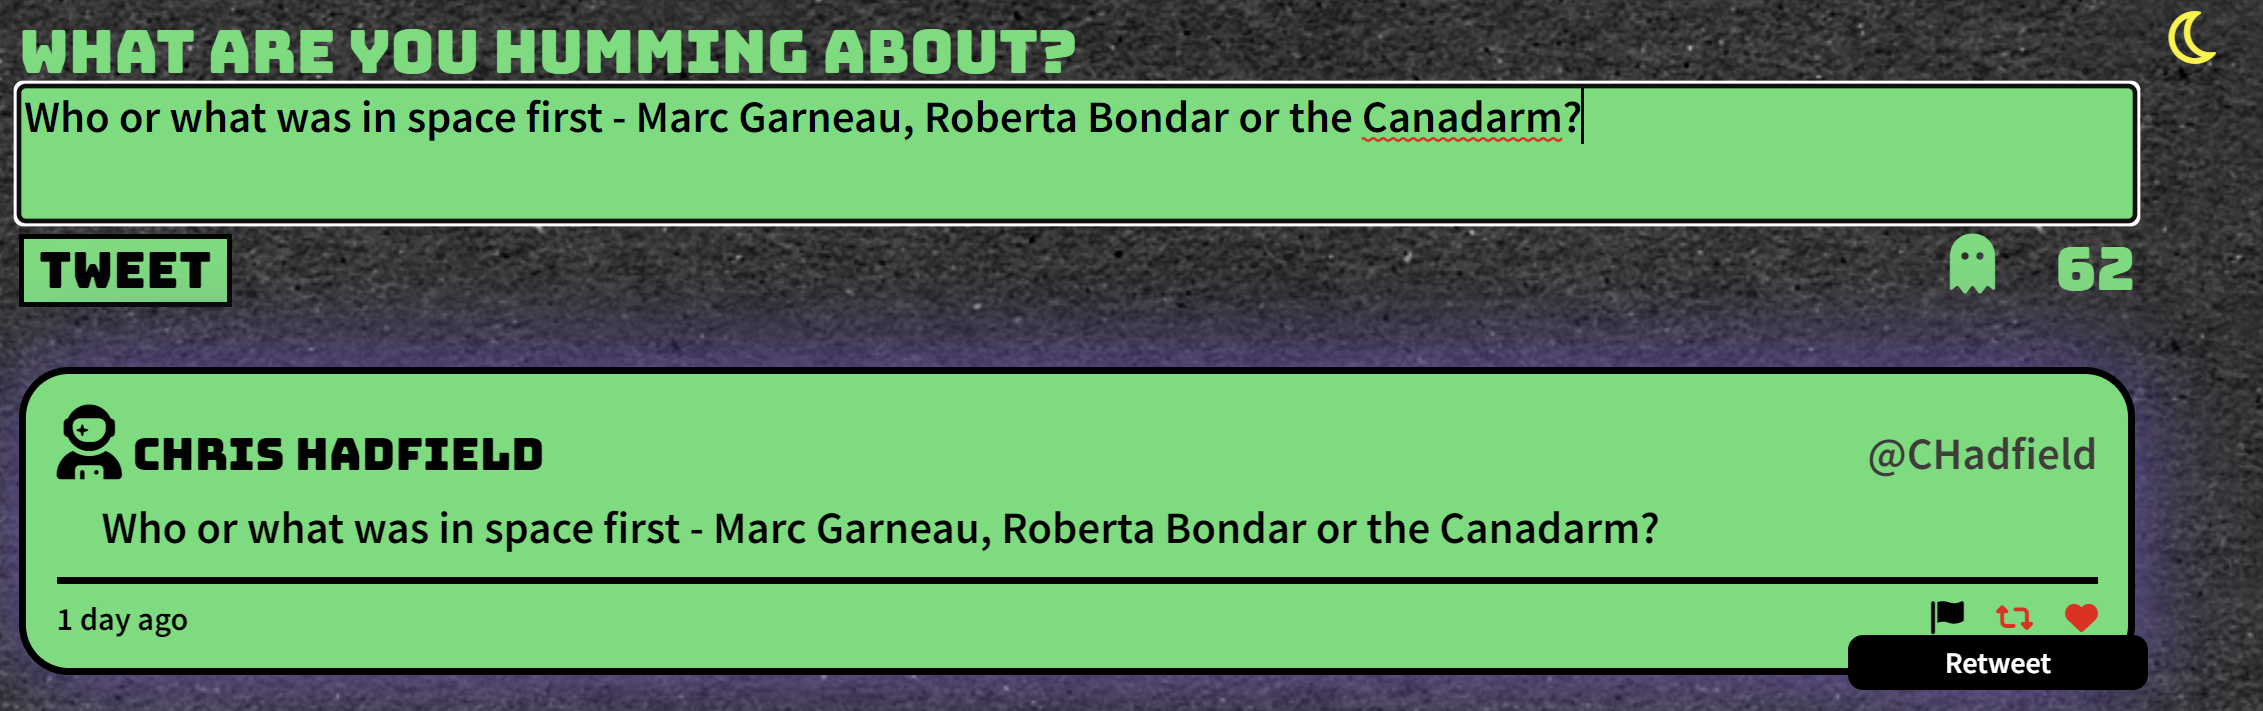 WHAT ARE YOU HUMMING ABOUT?
Who or what was in space first - Marc Garneau, Roberta Bondar or the Canadarm?
TWEET
62
CHRIS HADFIELD
@CHadfield
Who or what was in space first - Marc Garneau, Roberta Bondar or the Canadarm?
1 day ago
Retweet